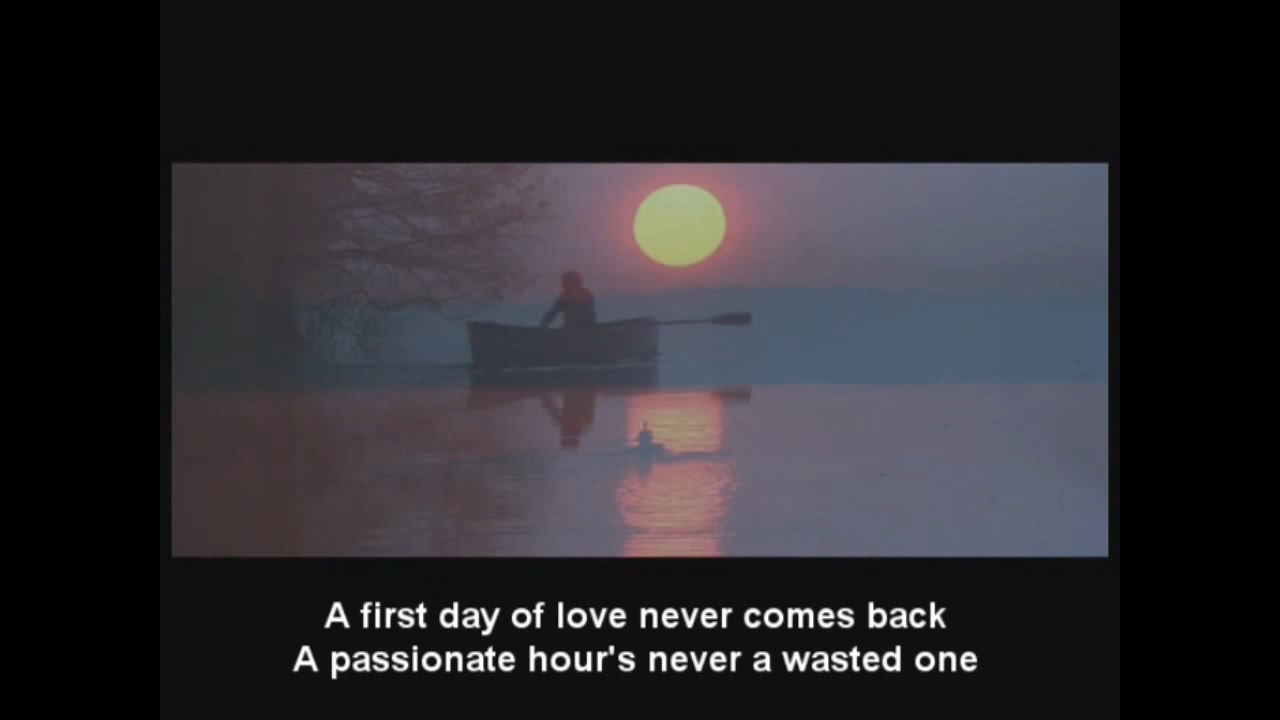 A first day of love never comes back
A passionate hour's never a wasted one